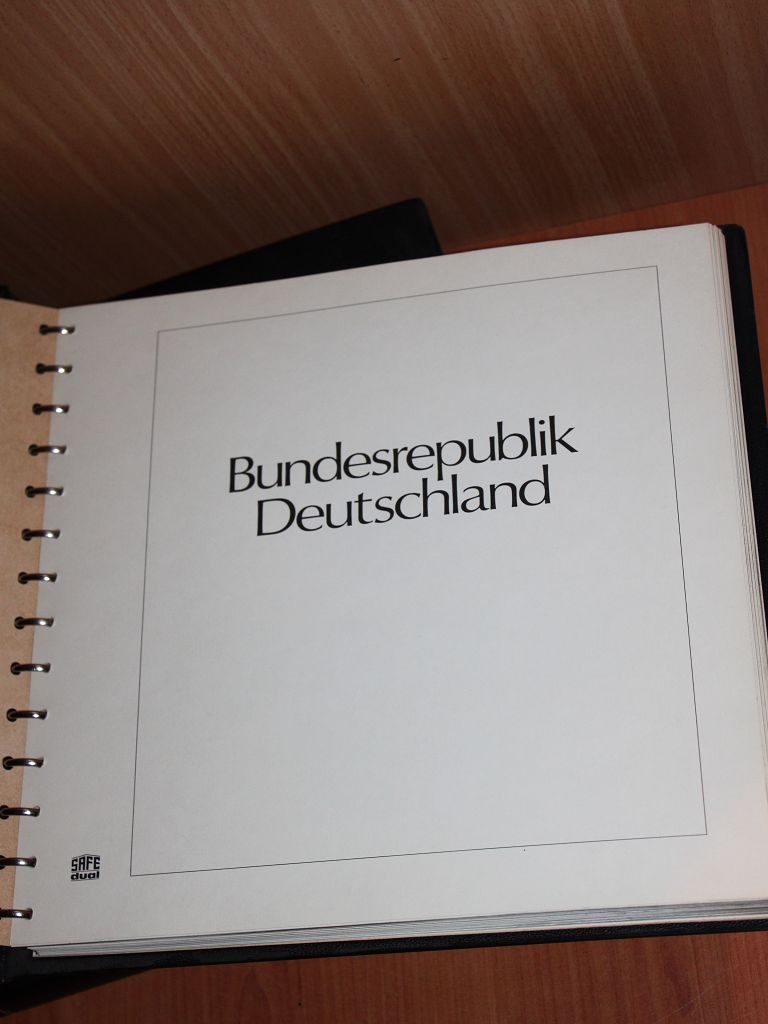 Bundesrepublik
Deutschland
SAFE
dual